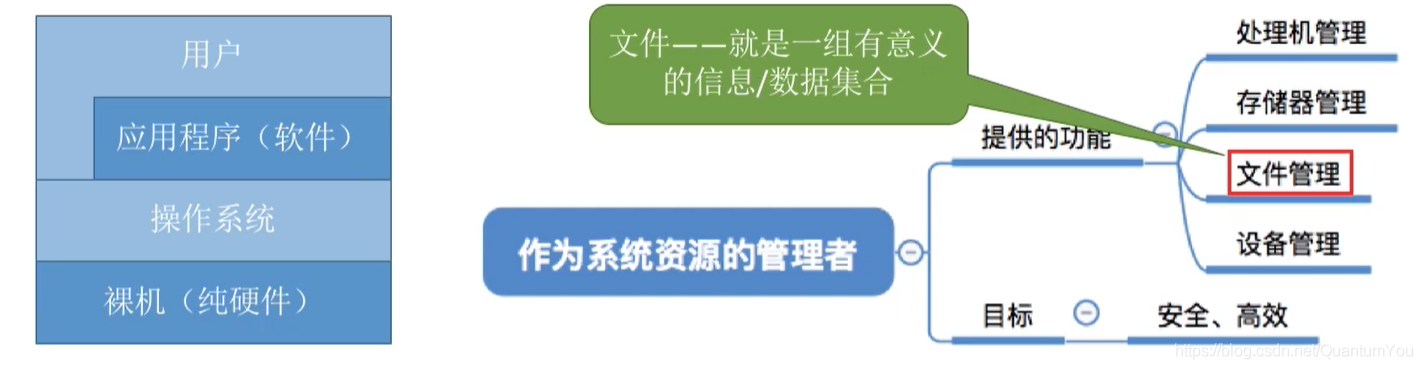 用户
应用程序（软件）
操作系统
裸机（纯硬件）
文件——就是一组有意义
的信息/数据集合
作为系统资源的管理者
提供的功能
处理机管理
存储器管理
文件管理
设备管理
目标
安全、高效
https://blog.csdn.net/QuantumYou